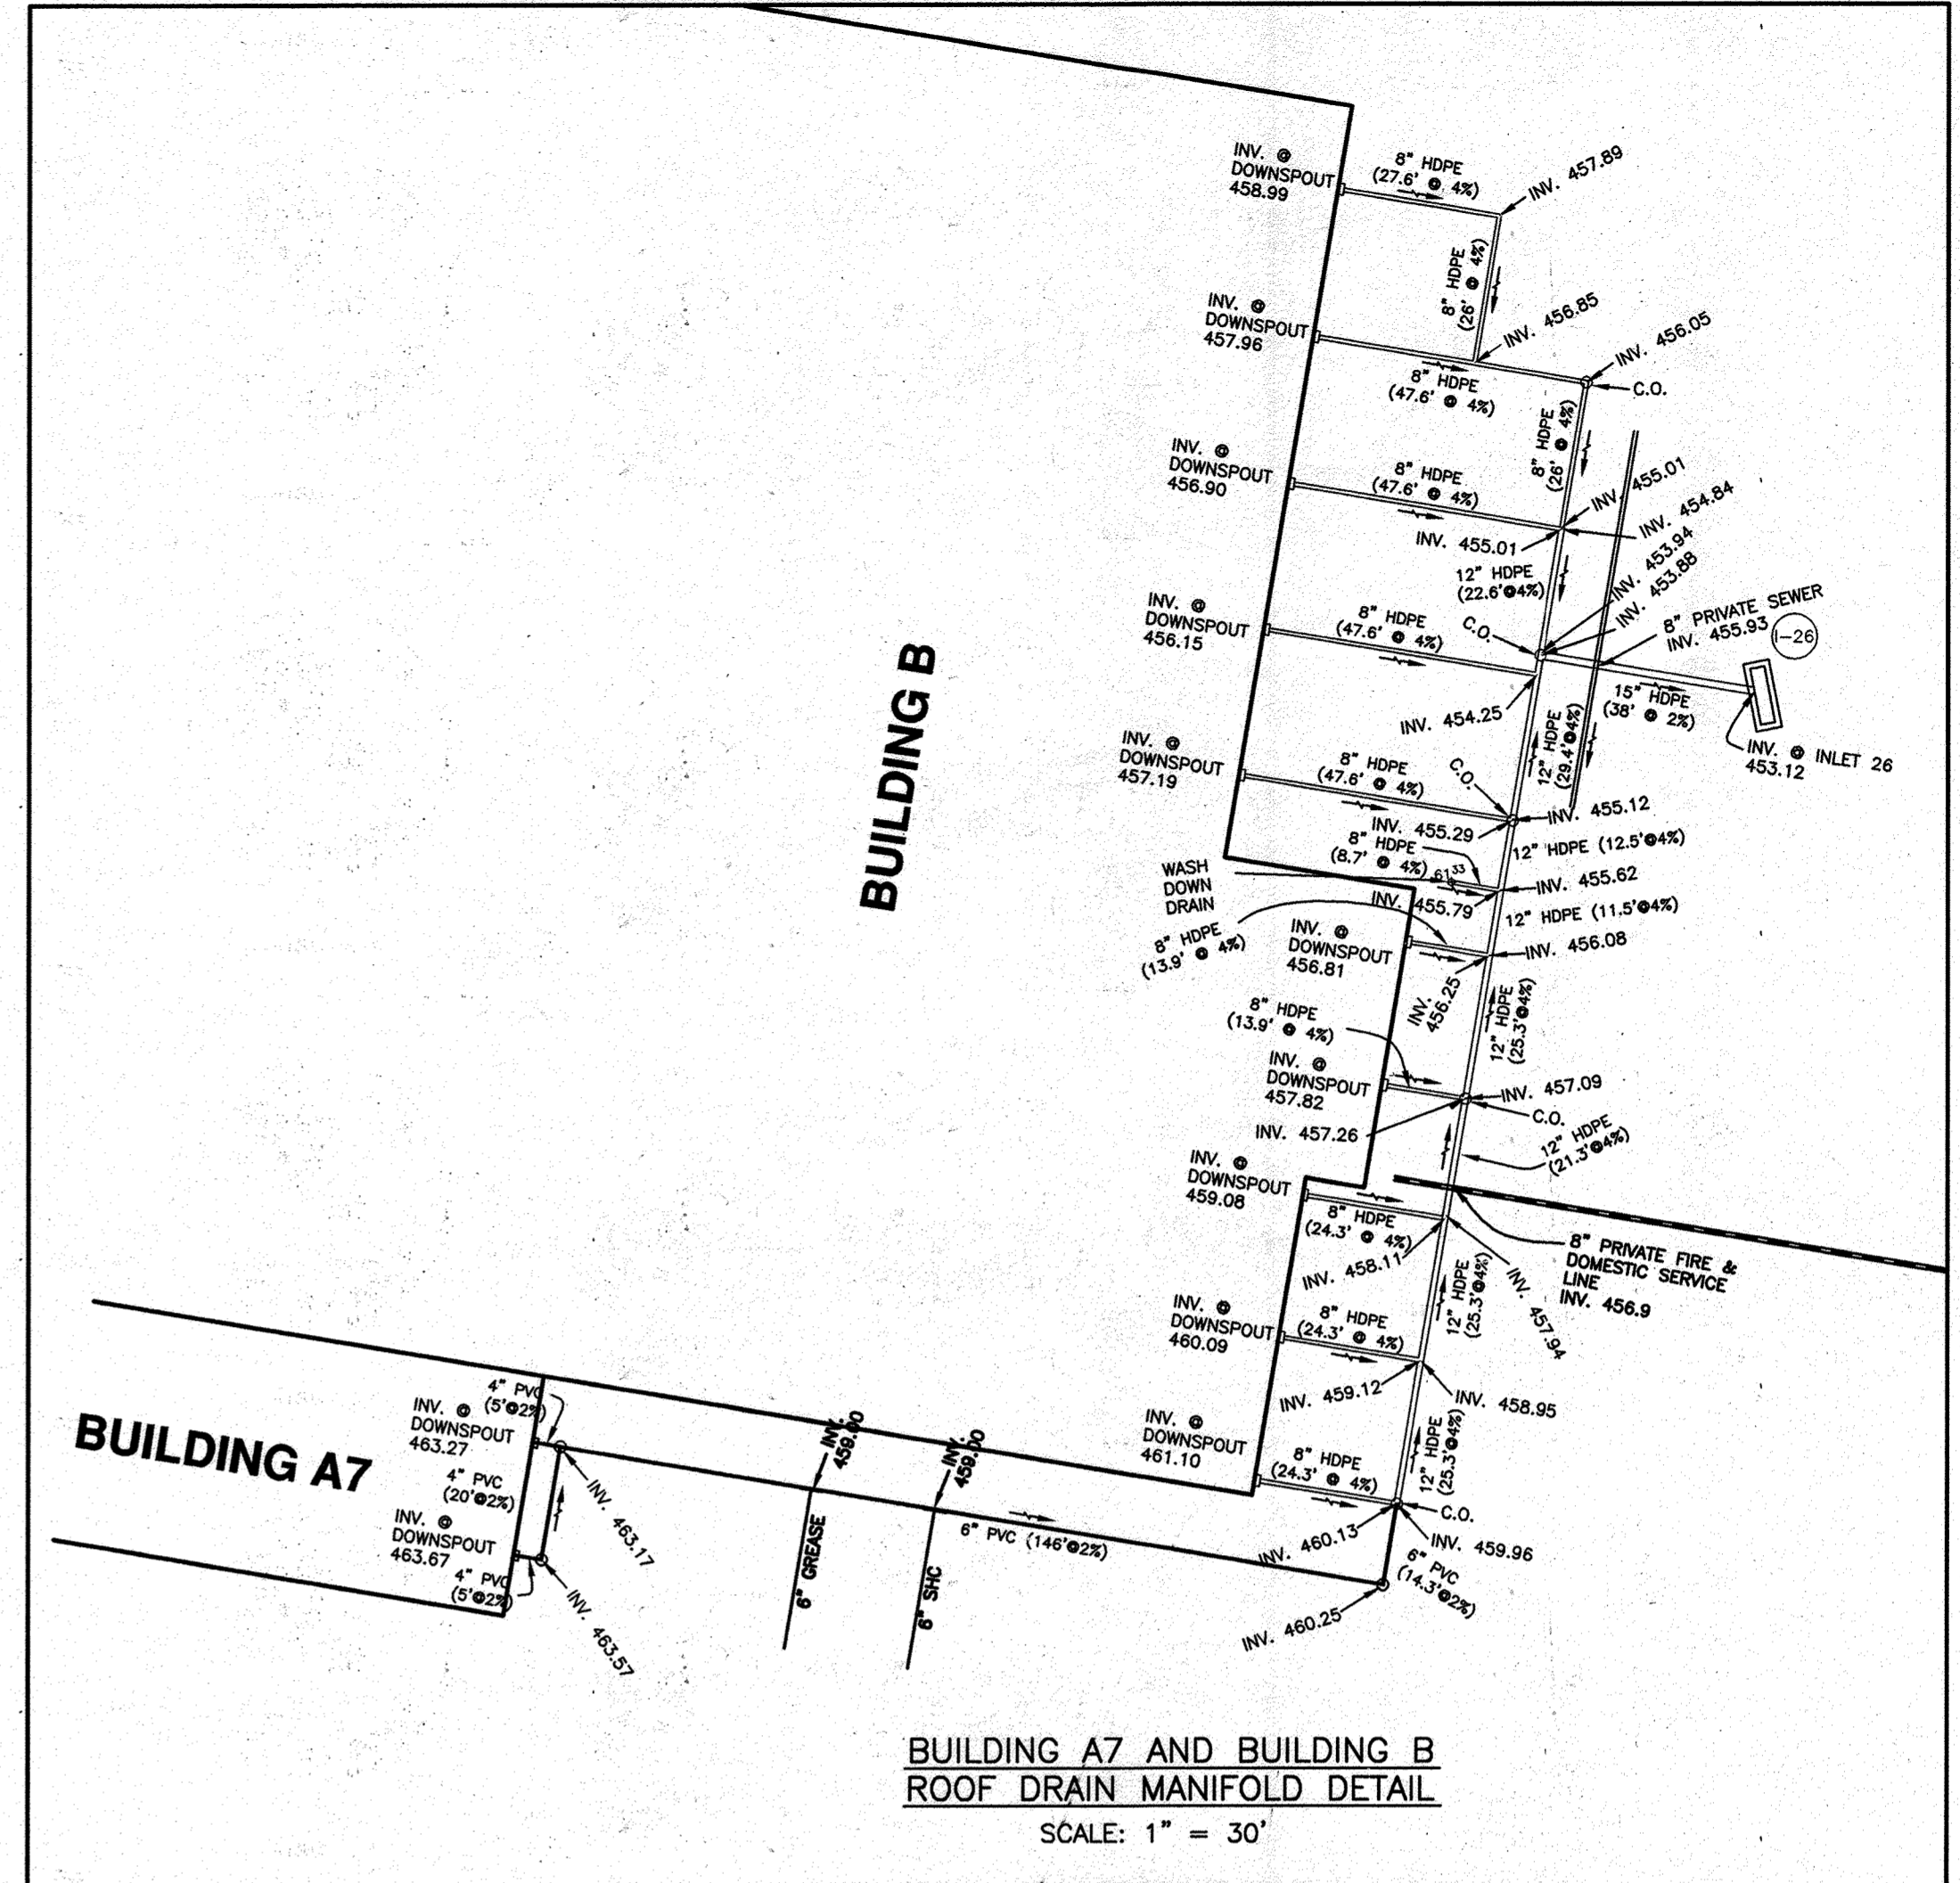 INV. @
DOWNSPOUT
458.99
8" HDPE
(27.6' @ 4%)
INV. 457.89
8" HDPE
(26' @ 4%)
INV. @
DOWNSPOUT
457.96
INV. 456.85
INV. 456.05
8" HDPE
(47.6' @ 4%)
C.O.
8" HDPE
(26' @ 4%)
INV. @
DOWNSPOUT
456.90
8" HDPE
(47.6' @ 4%)
INV. 455.01
INV. 454.84
INV. 455.01
INV. 453.94
INV. 453.88
12" HDPE
(22.6'@4%)
8" PRIVATE SEWER
INV. 455.93
I-26
INV. @
DOWNSPOUT
456.15
8" HDPE
(47.6' @ 4%)
C.O.
15" HDPE
(38' @ 2%)
INV. 454.25
INV. @ INLET 26
453.12
12" HDPE
(29.4'@4%)
BUILDING B
INV. @
DOWNSPOUT
457.19
8" HDPE
(47.6' @ 4%)
C.O.
INV. 455.12
INV. 455.29
12" HDPE (12.5'@4%)
8" HDPE
(8.7' @ 4%)
61.33
WASH
DOWN
DRAIN
INV. 455.62
INV. 455.79
12" HDPE (11.5'@4%)
8" HDPE
(13.9' @ 4%)
INV. @
DOWNSPOUT
456.81
INV. 456.08
INV.
456.25
12" HDPE
(25.3'@4%)
8" HDPE
(13.9' @ 4%)
INV. @
DOWNSPOUT
457.82
INV. 457.09
C.O.
INV. 457.26
12" HDPE
(21.3'@4%)
INV. @
DOWNSPOUT
459.08
8" HDPE
(24.3' @ 4%)
8" PRIVATE FIRE &
DOMESTIC SERVICE
LINE
INV. 456.9
INV. 458.11
INV. 457.94
12" HDPE
(25.3'@4%)
INV. @
DOWNSPOUT
460.09
8" HDPE
(24.3' @ 4%)
INV. 459.12
INV. 458.95
12" HDPE
(25.3'@4%)
BUILDING A7
INV. @
DOWNSPOUT
463.27
4" PVC
(5'@2%)
4" PVC
(20'@2%)
INV. 463.17
INV. @
DOWNSPOUT
463.67
4" PVC
(5'@2%)
INV. 463.57
INV.
459.00
INV.
459.00
6" GREASE
6" SHC
6" PVC (146'@2%)
INV. @
DOWNSPOUT
461.10
8" HDPE
(24.3' @ 4%)
C.O.
INV. 460.13
INV. 459.96
6" PVC
(14.3'@2%)
INV. 460.25
BUILDING A7 AND BUILDING B
ROOF DRAIN MANIFOLD DETAIL
SCALE: 1" = 30'